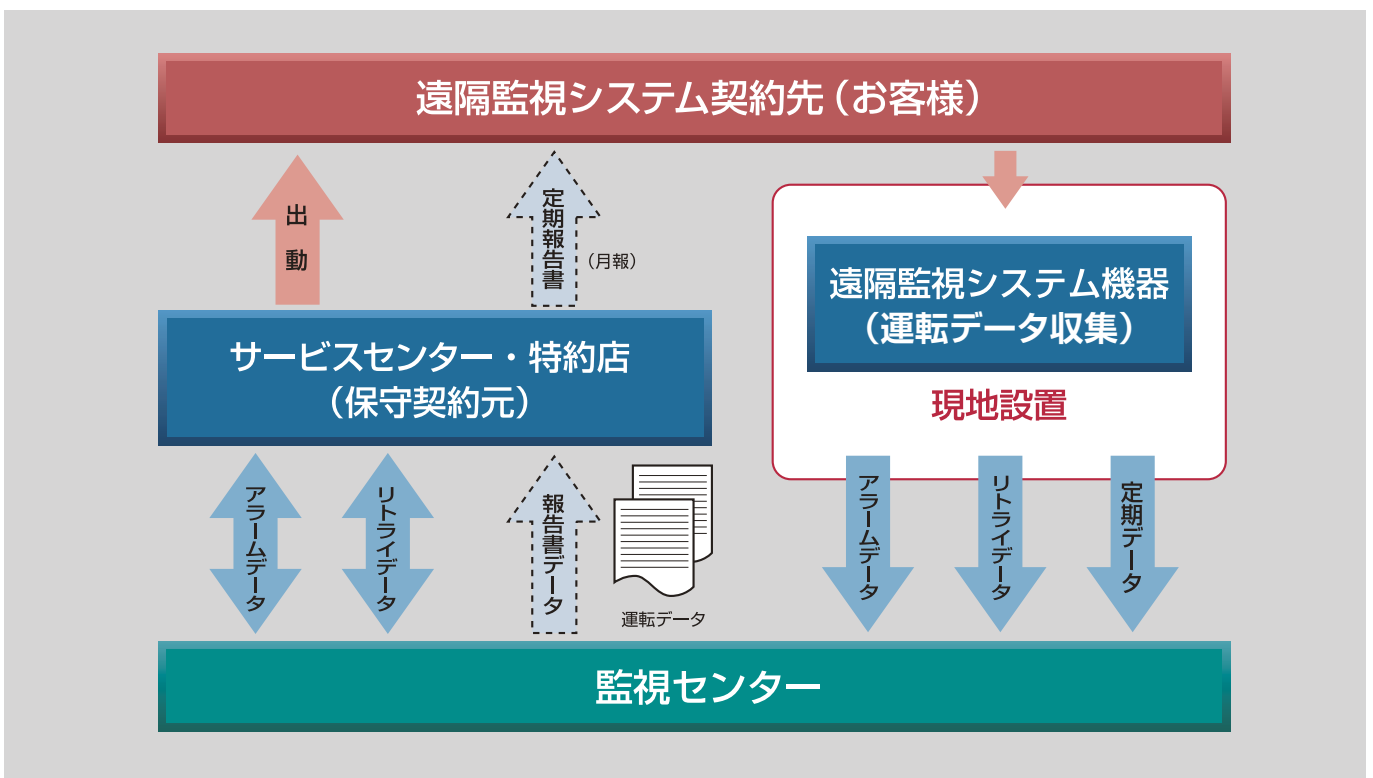 遠隔監視システム契約先（お客様）
出動
定期報告書
（月報）
遠隔監視システム機器
（運転データ収集）
現地設置
サービスセンター・特約店
（保守契約元）
アラームデータ
リトライデータ
報告書データ
運転データ
アラームデータ
リトライデータ
定期データ
監視センター